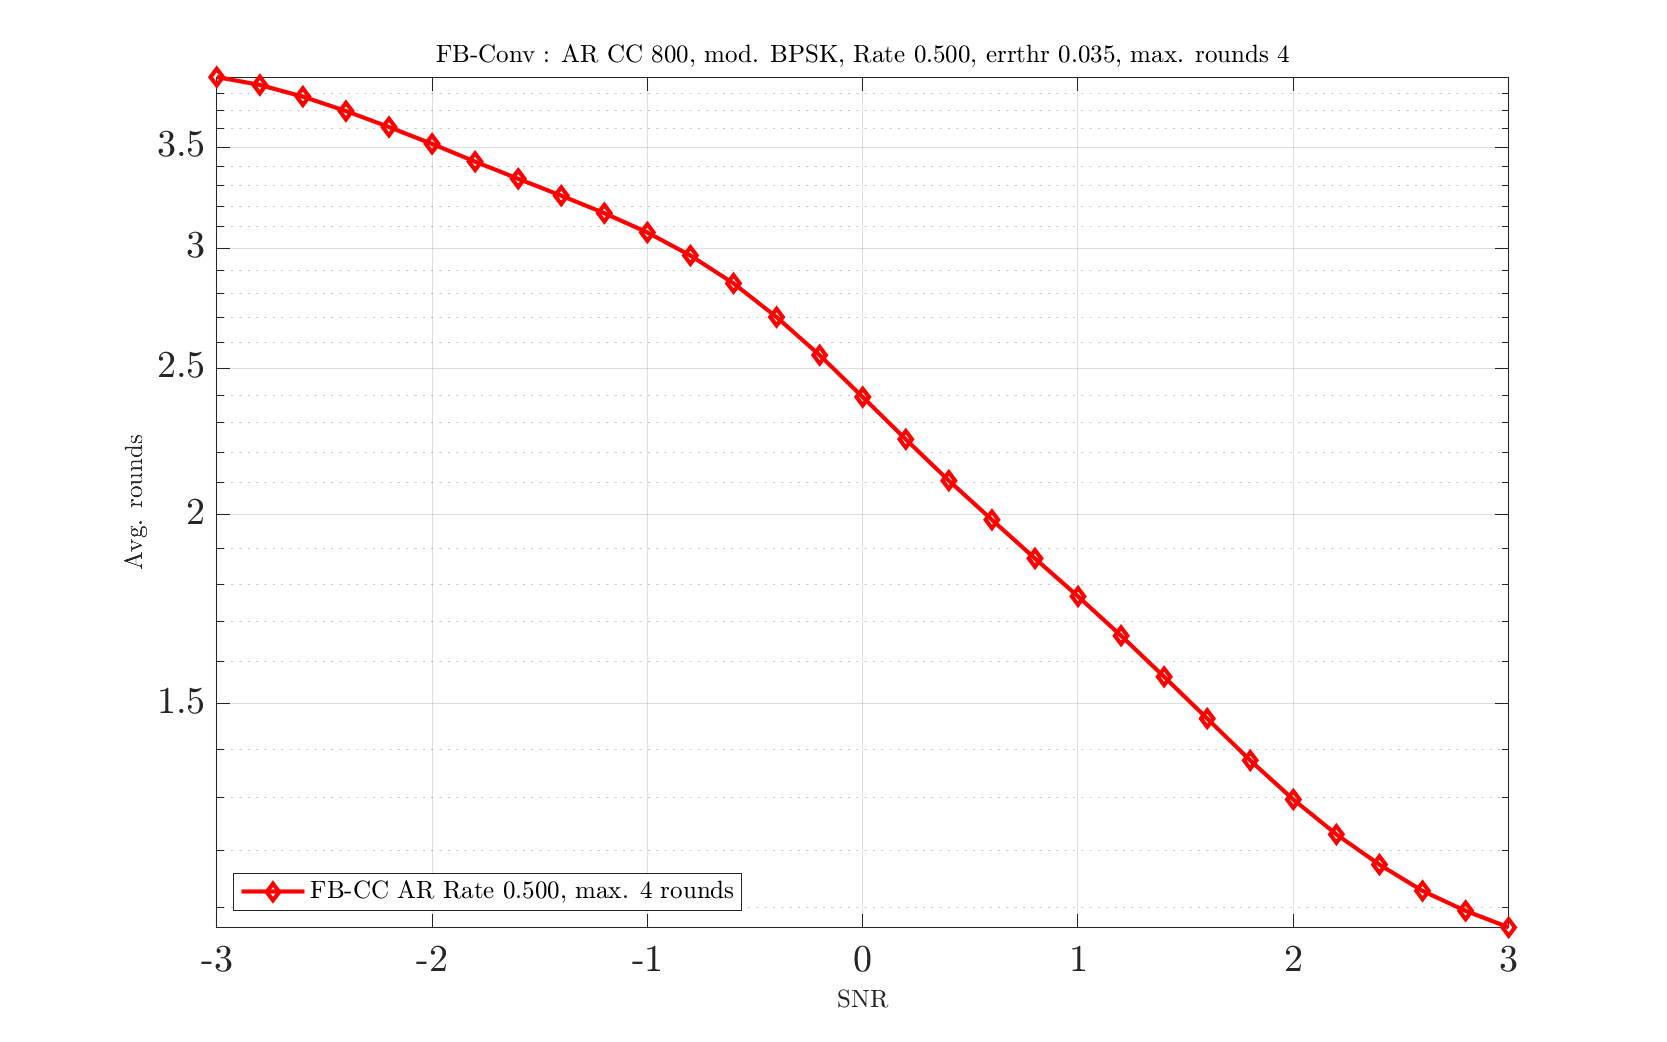 FB-Conv : AR CC 800, mod. BPSK, Rate 0.500, errthr 0.035, max. rounds 4
3.5
3
2.5
2
1.5
Avg. rounds
FB-CC AR Rate 0.500, max. 4 rounds
-3 -2 -1 0 1 2 3
SNR